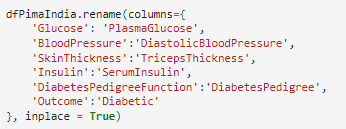 dfPimaIndia.rename(columns={
    'Glucose': 'PlasmaGlucose',
    'BloodPressure':'DiastolicBloodPressure',
    'SkinThickness':'TricepsThickness',
    'Insulin':'SerumInsulin',
    'DiabetesPedigreeFunction':'DiabetesPedigree',
    'Outcome':'Diabetic'
}, inplace = True)